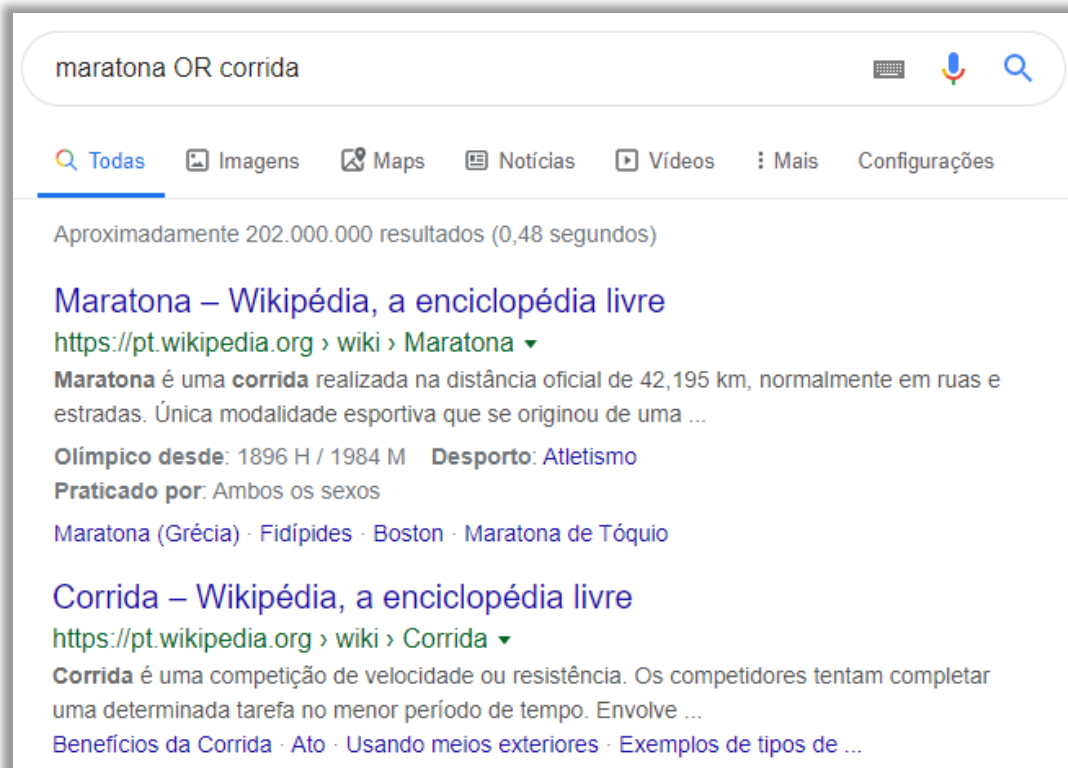 maratona OR corrida
Todas Imagens Maps Notícias Vídeos Mais Configurações
Aproximadamente 202.000.000 resultados (0,48 segundos)
Maratona – Wikipédia, a enciclopédia livre
https://pt.wikipedia.org › wiki › Maratona
Maratona é uma corrida realizada na distância oficial de 42,195 km, normalmente em ruas e
estradas. Única modalidade esportiva que se originou de uma ...
Olímpico desde: 1896 H / 1984 M Desporto: Atletismo
Praticado por: Ambos os sexos
Maratona (Grécia) · Fidípides · Boston · Maratona de Tóquio
Corrida – Wikipédia, a enciclopédia livre
https://pt.wikipedia.org › wiki › Corrida
Corrida é uma competição de velocidade ou resistência. Os competidores tentam completar
uma determinada tarefa no menor período de tempo. Envolve ...
Benefícios da Corrida · Ato · Usando meios exteriores · Exemplos de tipos de ...